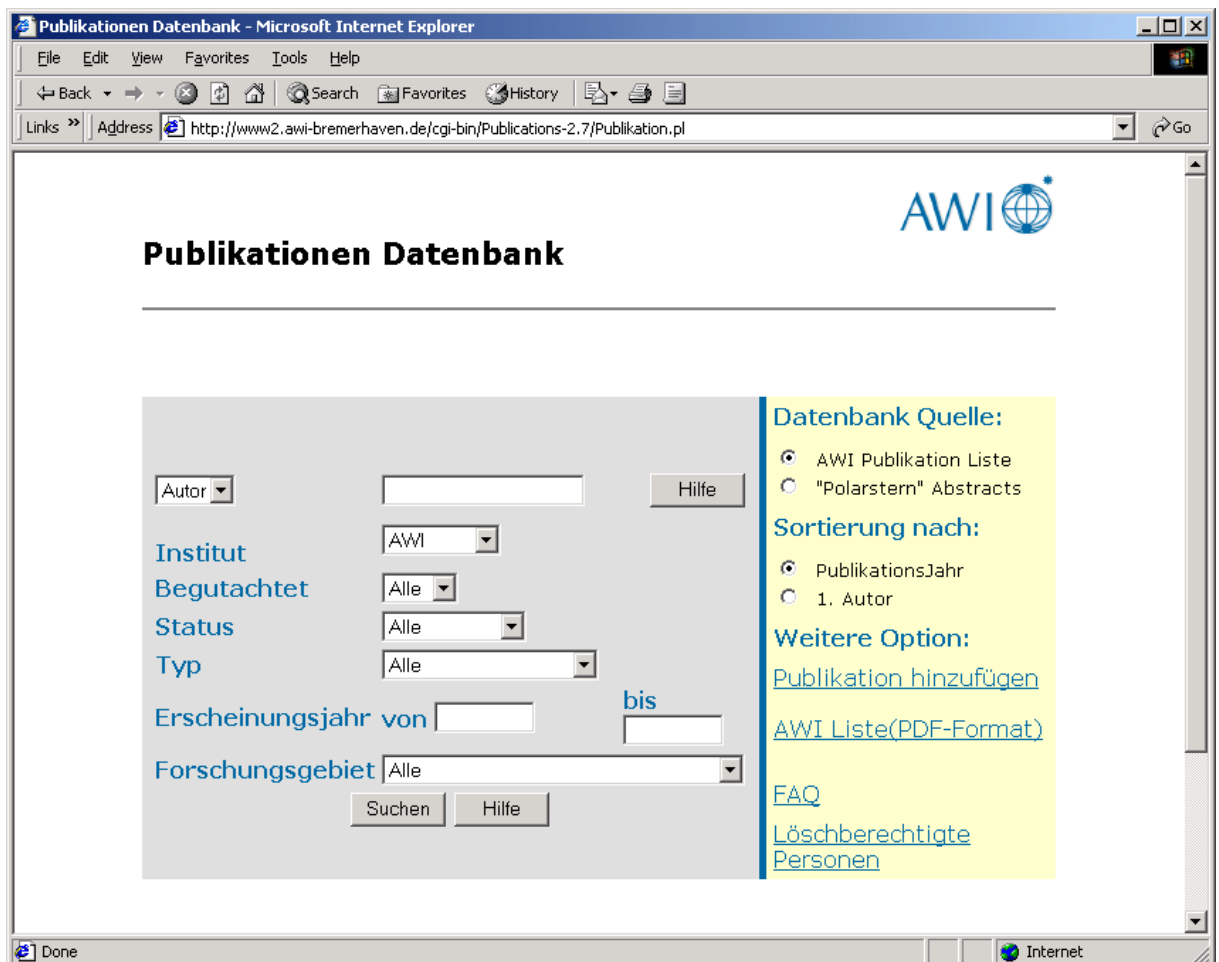 Publikationen Datenbank - Microsoft Internet Explorer
File Edit View Favorites Tools Help
Back Search Favorites History
Links » Address http://www2.awi-bremerhaven.de/cgi-bin/Publications-2.7/Publikation.pl Go
AWI
Publikationen Datenbank
Autor Hilfe
Institut AWI
Begutachtet Alle
Status Alle
Typ Alle
Erscheinungsjahr von bis
Forschungsgebiet Alle
Suchen Hilfe
Datenbank Quelle:
AWI Publikation Liste
"Polarstern" Abstracts
Sortierung nach:
PublikationsJahr
1. Autor
Weitere Option:
Publikation hinzufügen
AWI Liste(PDF-Format)
FAQ
Löschberechtigte
Personen
Done Internet